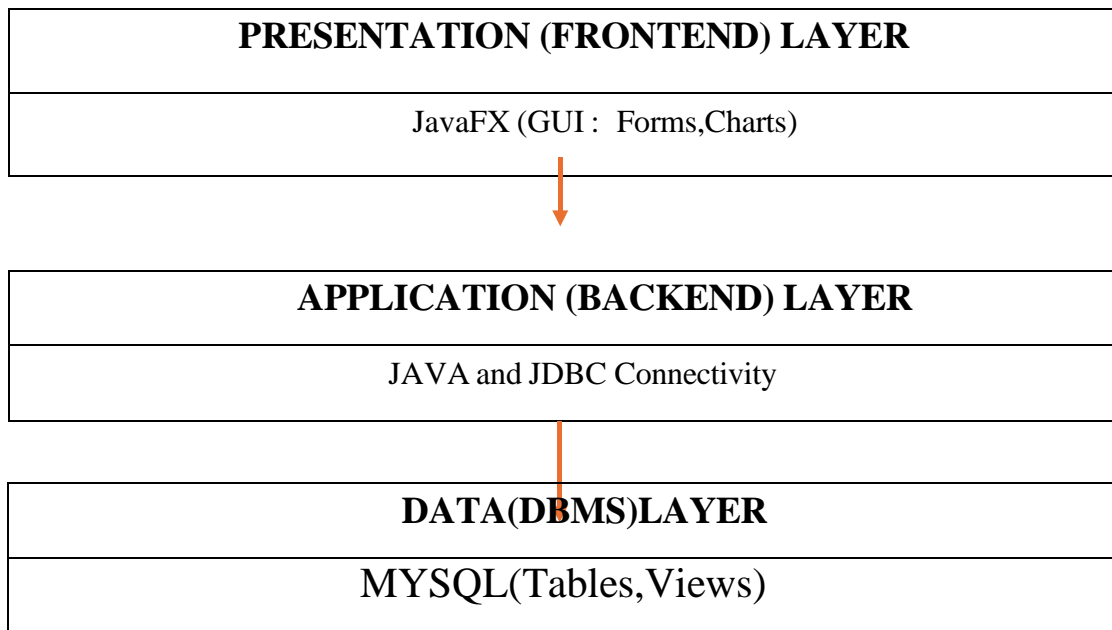 PRESENTATION (FRONTEND) LAYER
JavaFX (GUI : Forms,Charts)
APPLICATION (BACKEND) LAYER
JAVA and JDBC Connectivity
DATA(DBMS)LAYER
MYSQL(Tables,Views)